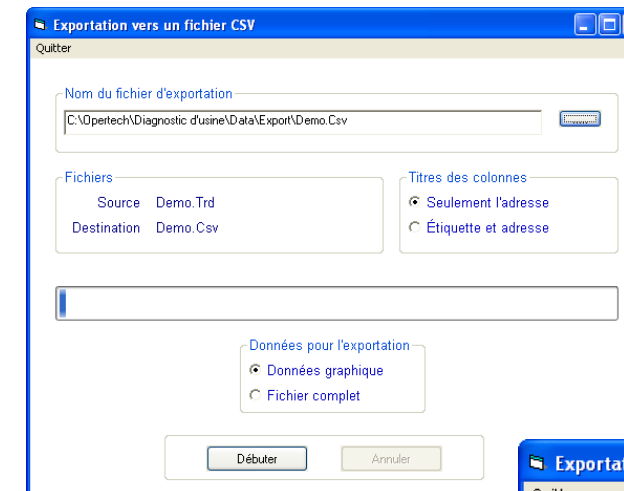 Exportation vers un fichier CSV
Quitter
Nom du fichier d'exportation
C:\Opertech\Diagnostic d'usine\Data\Export\Demo.Csv
Fichiers
Source Demo.Trd
Destination Demo.Csv
Titres des colonnes
Seulement l'adresse
Étiquette et adresse
Données pour l'exportation
Données graphique
Fichier complet
Débuter
Annuler
Exportat